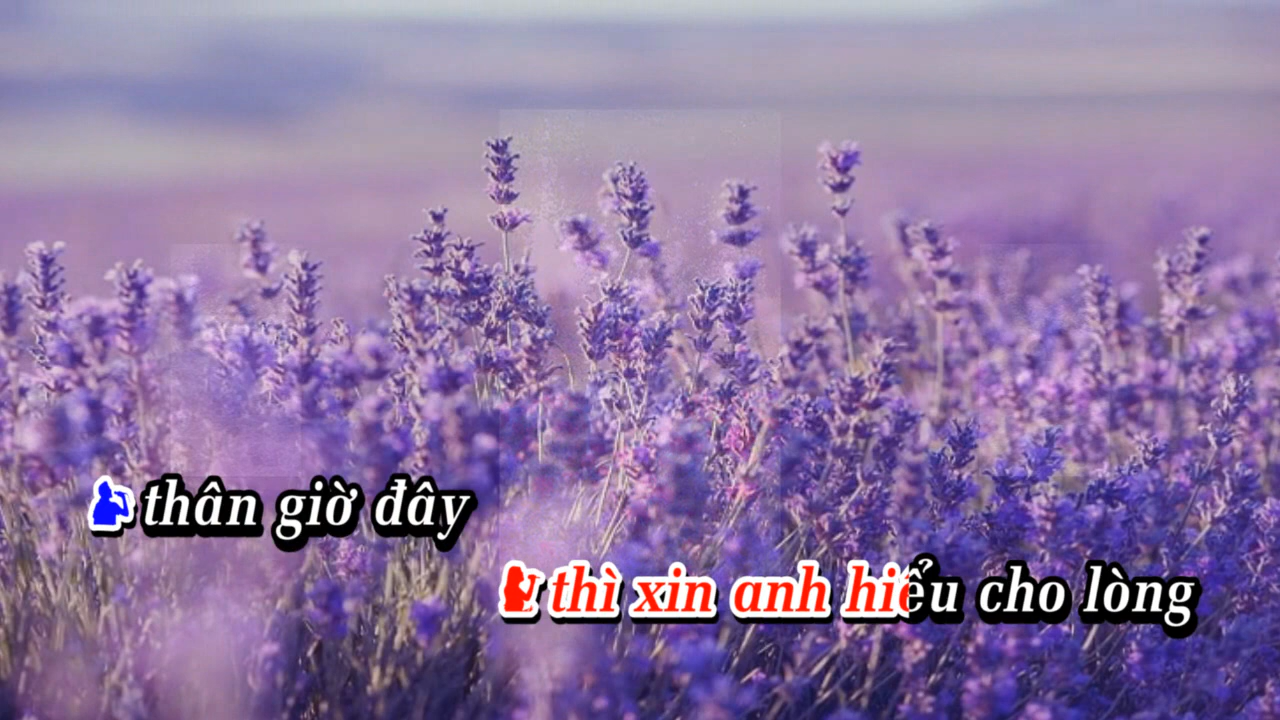 thân giờ đây
thì xin anh hiểu cho lòng